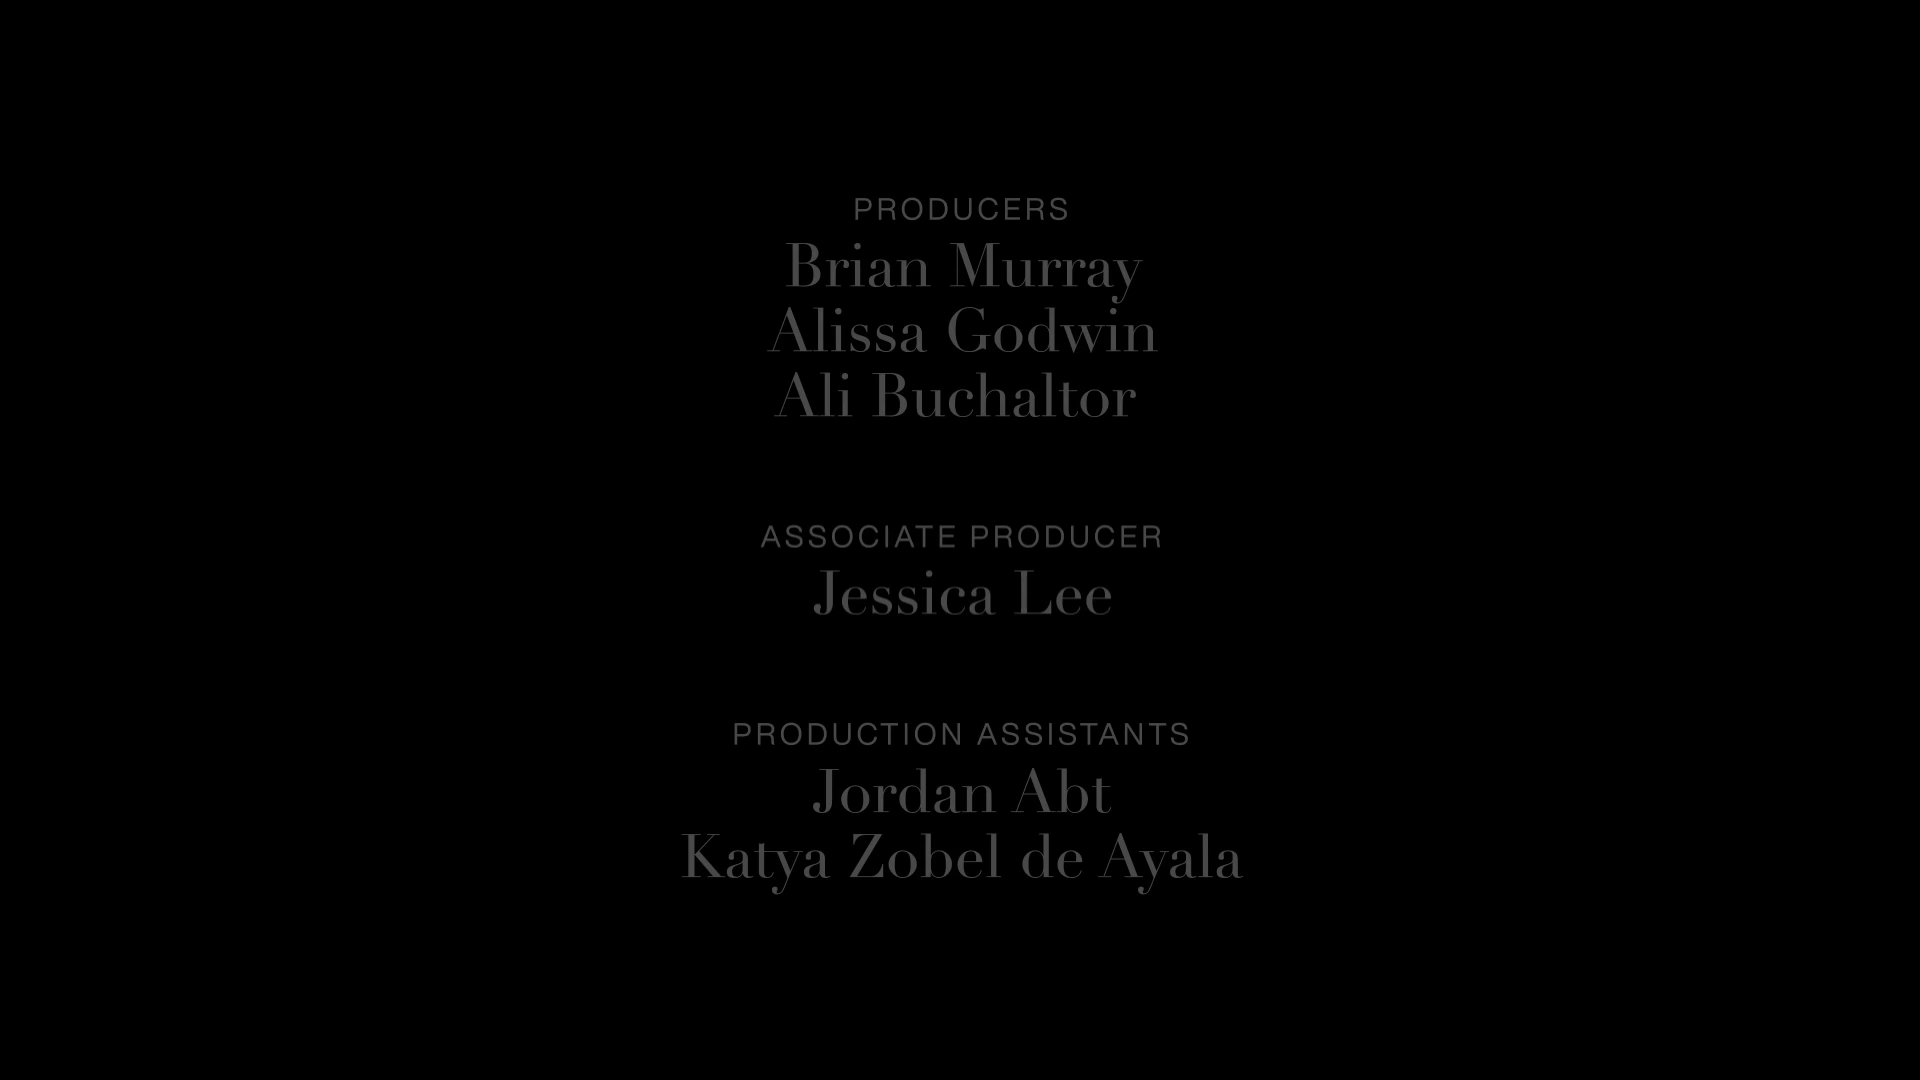 PRODUCERS
Brian Murray
Alissa Godwin
Ali Buchaltor
ASSOCIATE PRODUCER
Jessica Lee
PRODUCTION ASSISTANTS
Jordan Abt
Katya Zobel de Ayala